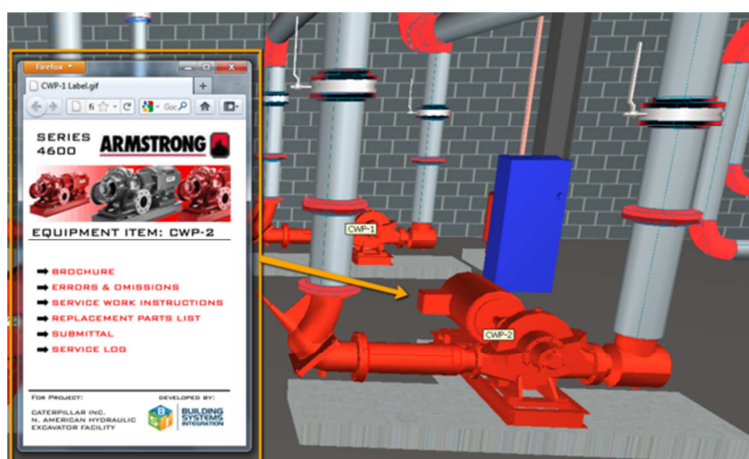 Firefox
CWP-1 Label.gif
Goo
SERIES
4600
ARMSTRONG
EQUIPMENT ITEM: CWP-2
BROCHURE
ERRORS & OMISSIONS
SERVICE WORK INSTRUCTIONS
REPLACEMENT PARTS LIST
SUBMITTAL
SERVICE LOG
FOR PROJECT:
CATERPILLAR INC.
N. AMERICAN HYDRAULIC
EXCAVATOR FACILITY
DEVELOPED BY:
BSI
BUILDING
SYSTEMS
INTEGRATION
CWP-1
CWP-2